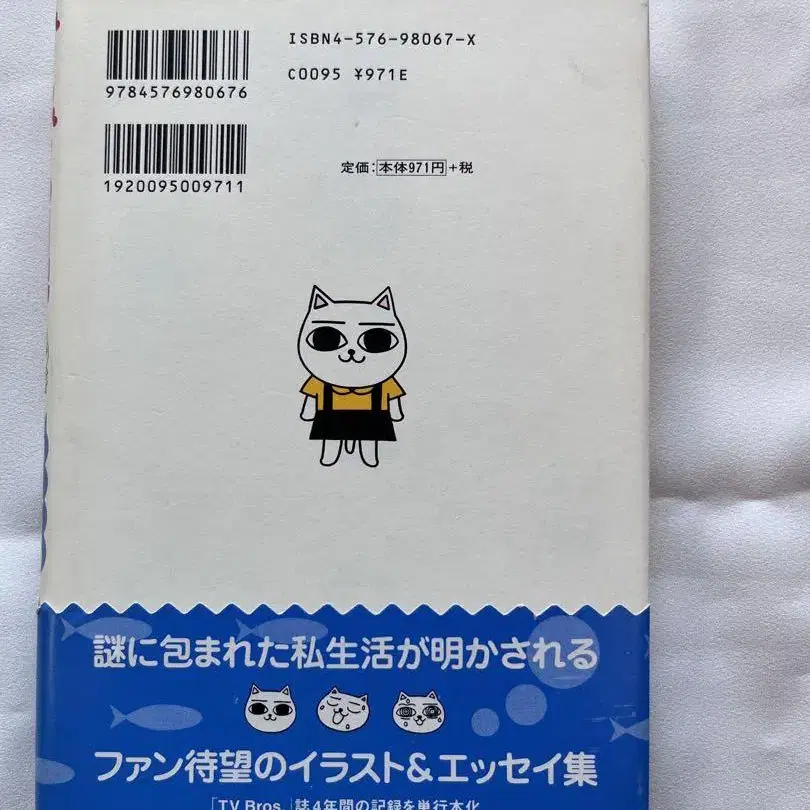 ISBN4-576-98067-X
9784576980676
C0095 ¥971E
1920095009711
定価:本体971円+税
謎に包まれた私生活が明かされる
ファン待望のイラスト&エッセイ集
「TV Bros.」誌4年間の記録を単行本化